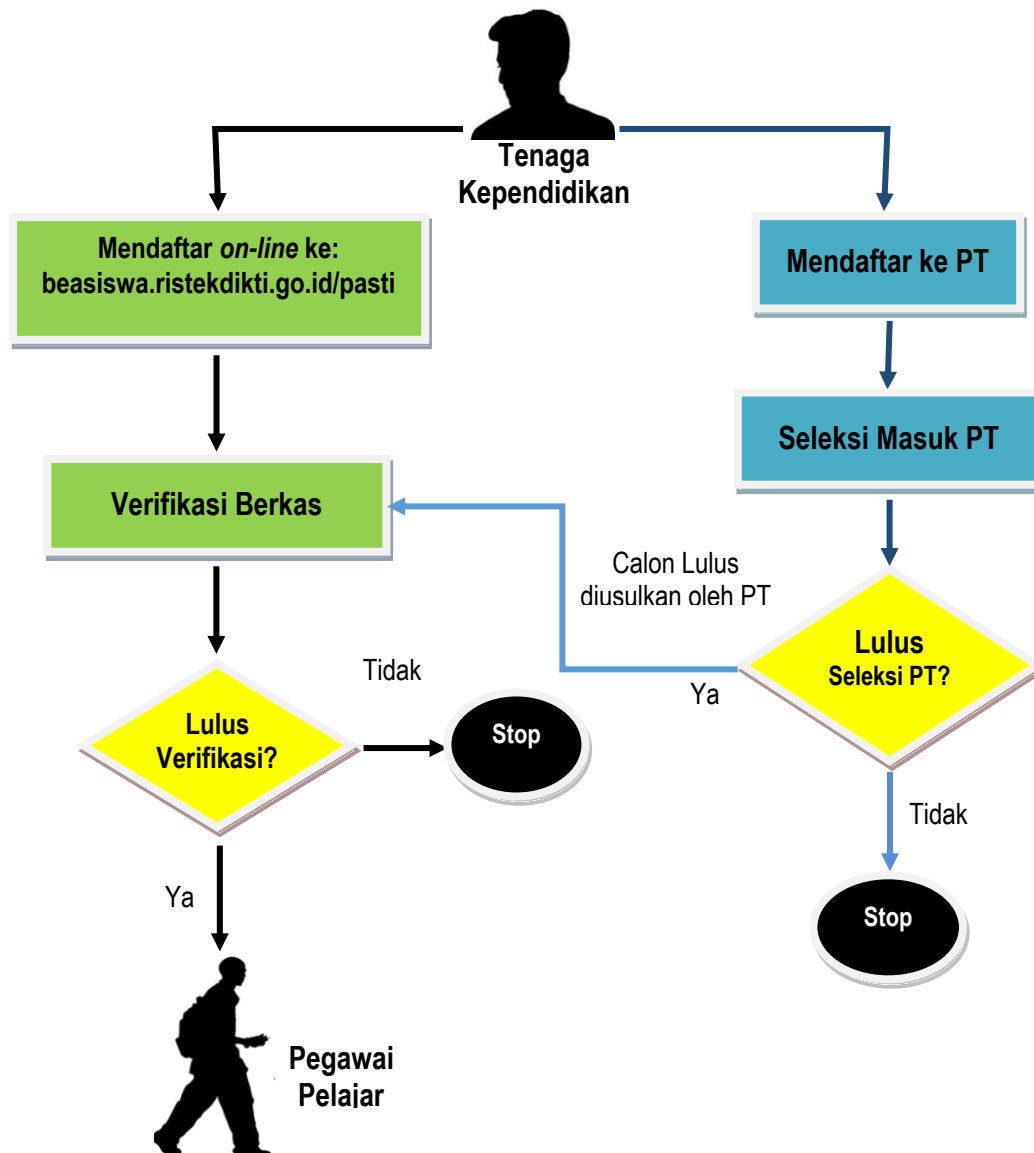 Tenaga
Kependidikan
Mendaftar on-line ke:
beasiswa.ristekdikti.go.id/pasti
Mendaftar ke PT
Seleksi Masuk PT
Verifikasi Berkas
Calon Lulus
diusulkan oleh PT
Lulus
Seleksi PT?
Ya
Tidak
Lulus
Verifikasi?
Stop
Tidak
Ya
Stop
Pegawai
Pelajar